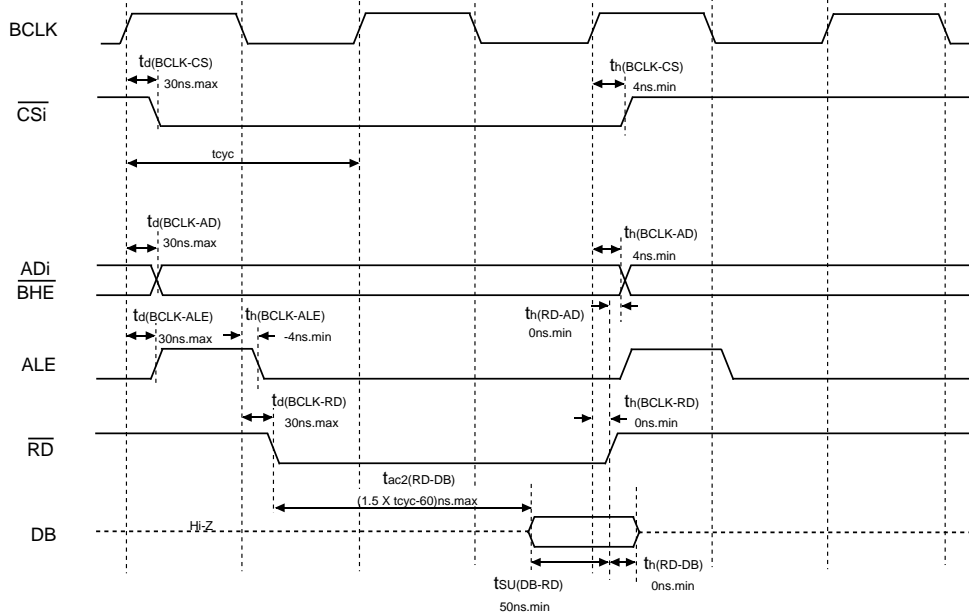 BCLK
td(BCLK-CS)
30ns.max
th(BCLK-CS)
4ns.min
CSi
tcyc
td(BCLK-AD)
30ns.max
th(BCLK-AD)
4ns.min
ADi
BHE
td(BCLK-ALE)
30ns.max
th(BCLK-ALE)
-4ns.min
th(RD-AD)
0ns.min
ALE
td(BCLK-RD)
30ns.max
th(BCLK-RD)
0ns.min
RD
tac2(RD-DB)
(1.5 X tcyc-60)ns.max
Hi-Z
DB
tSU(DB-RD)
50ns.min
th(RD-DB)
0ns.min